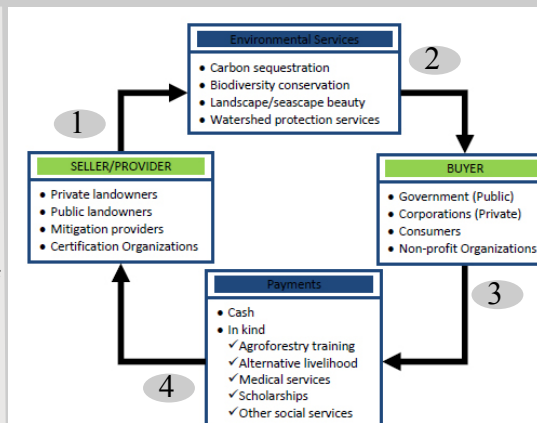 Environmental Services
• Carbon sequestration
• Biodiversity conservation
• Landscape/seascape beauty
• Watershed protection services
1
2
SELLER/PROVIDER
• Private landowners
• Public landowners
• Mitigation providers
• Certification Organizations
BUYER
• Government (Public)
• Corporations (Private)
• Consumers
• Non-profit Organizations
3
Payments
• Cash
• In kind
✓Agroforestry training
✓Alternative livelihood
✓Medical services
✓Scholarships
✓Other social services
4